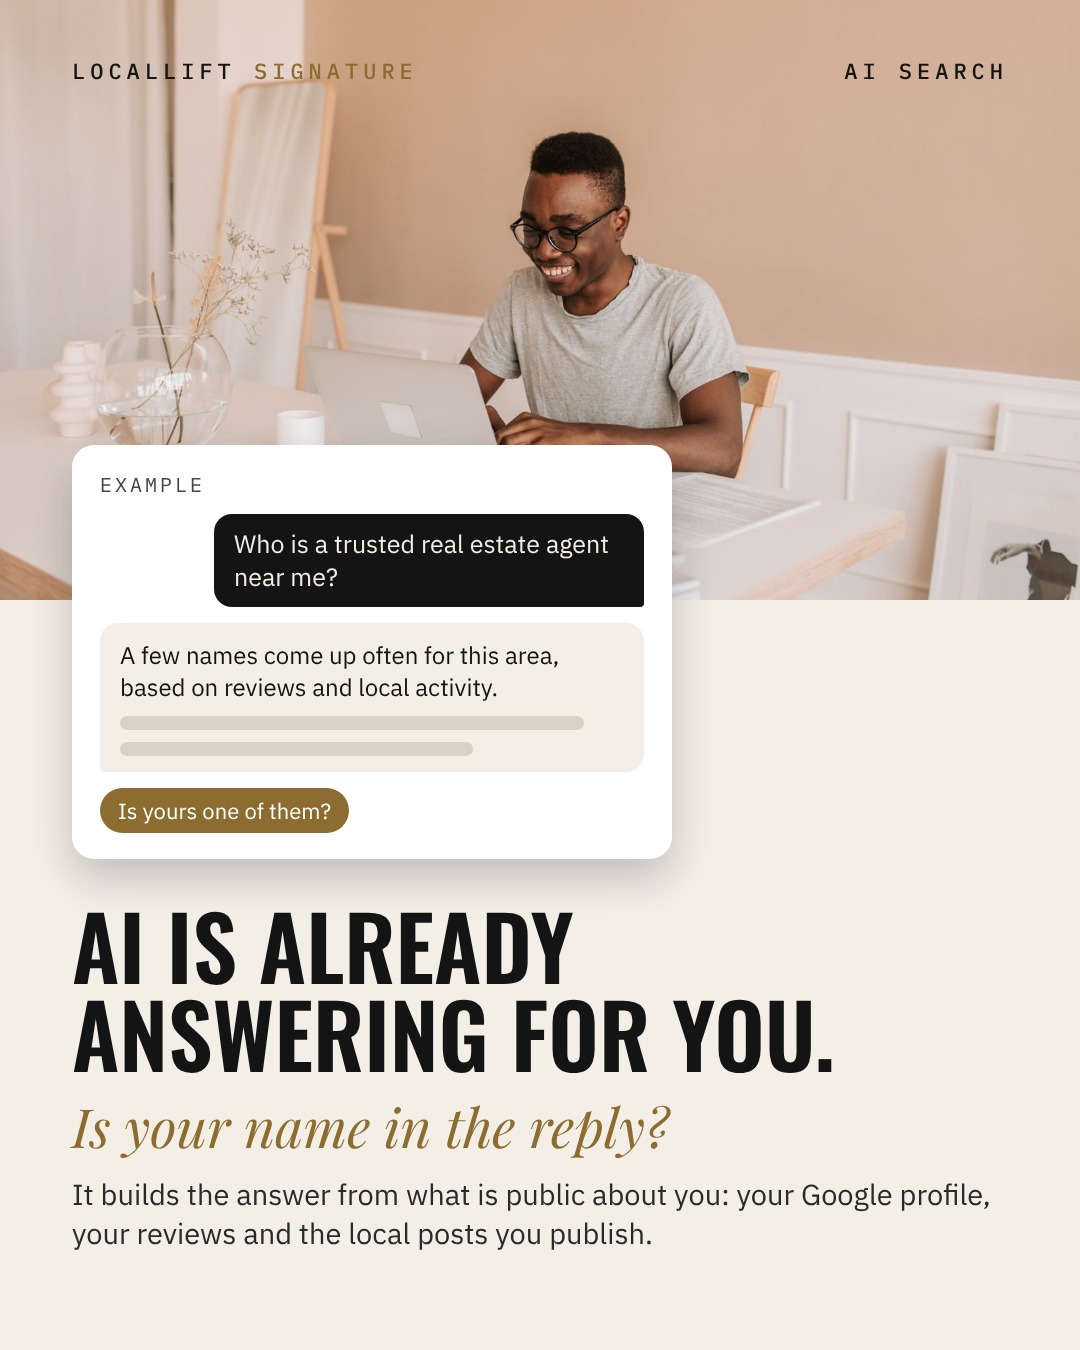 LOCALLIFT SIGNATURE
AI SEARCH
EXAMPLE
Who is a trusted real estate agent
near me?
A few names come up often for this area,
based on reviews and local activity.
Is yours one of them?
AI IS ALREADY
ANSWERING FOR YOU.
Is your name in the reply?
It builds the answer from what is public about you: your Google profile,
your reviews and the local posts you publish.